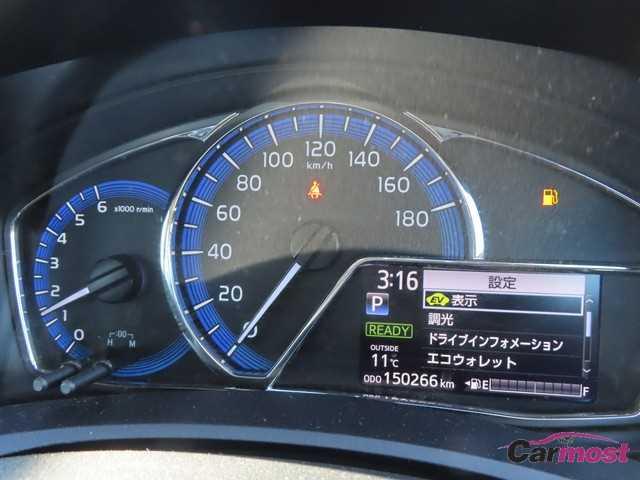 0 1 2 3 4 5 6
x1000 r/min
:00
H M
0 20 40 60 80 100 120 140 160 180
km/h
3:16
P
READY
OUTSIDE
11℃
設定
EV 表示
調光
ドライブインフォメーション
エコウォレット
ODO 150266 km
E F
Carmost